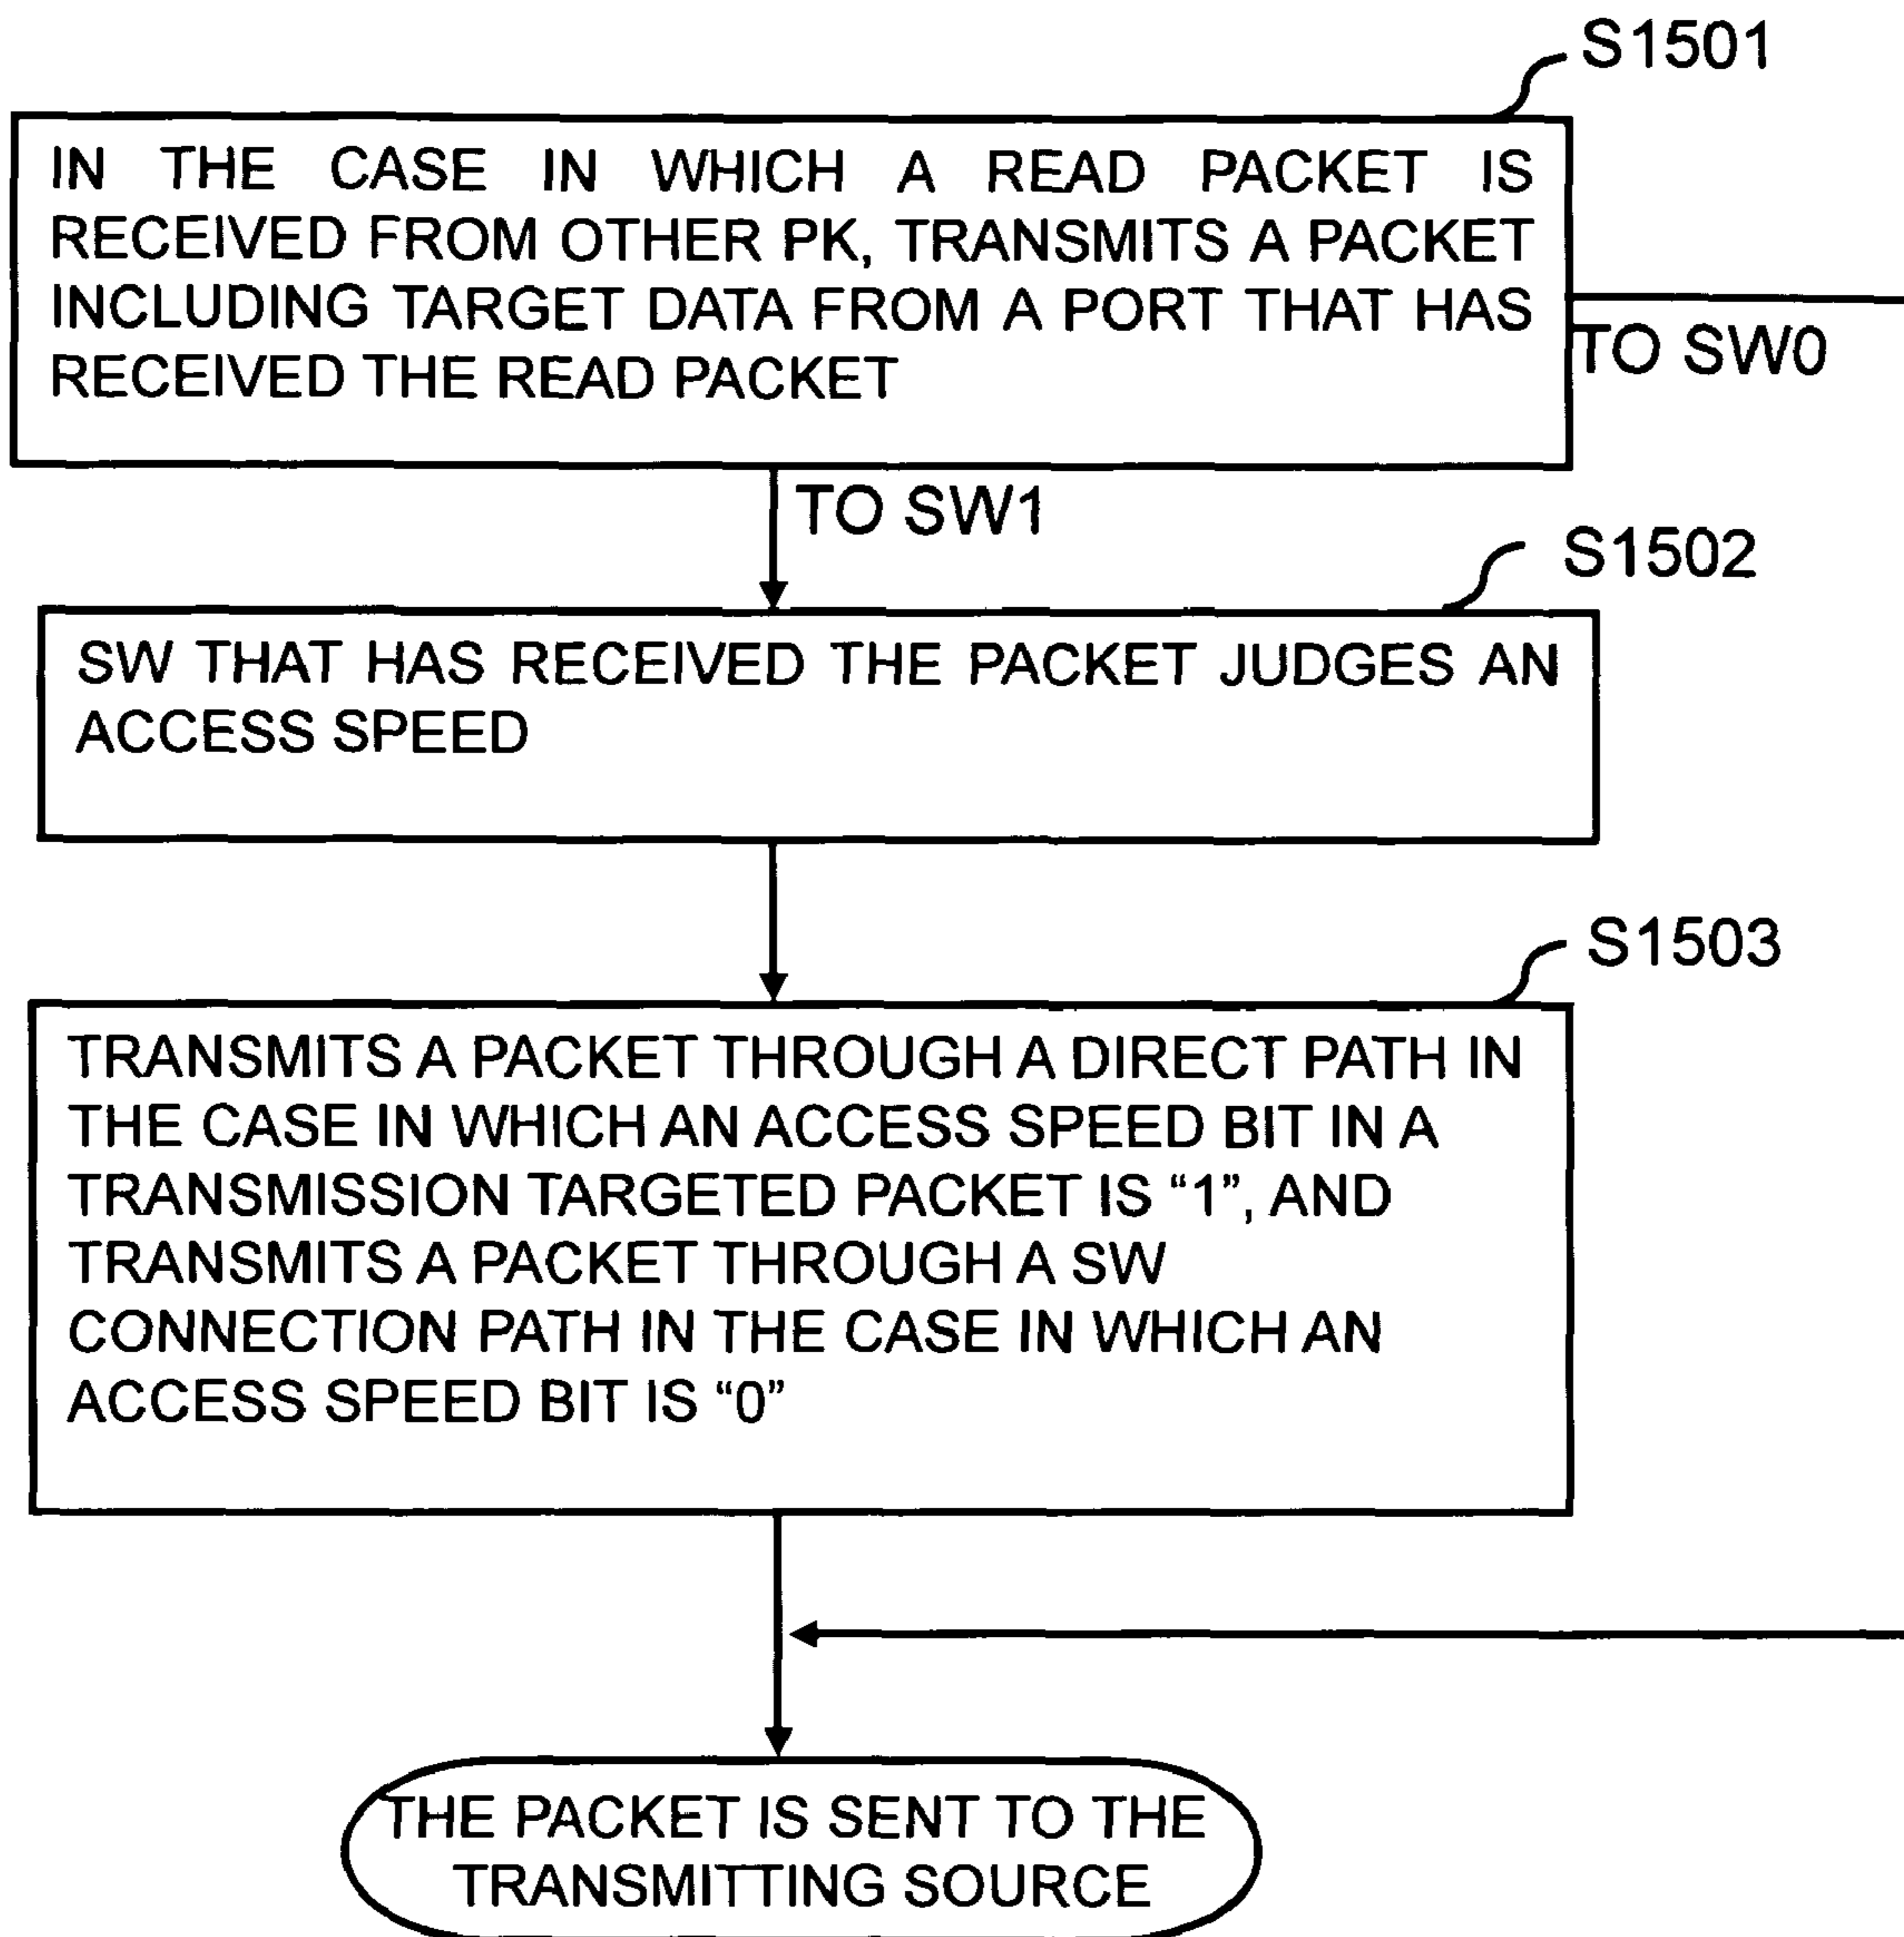 S1501
IN THE CASE IN WHICH A READ PACKET IS
RECEIVED FROM OTHER PK, TRANSMITS A PACKET
INCLUDING TARGET DATA FROM A PORT THAT HAS
RECEIVED THE READ PACKET
TO SW0
TO SW1
S1502
SW THAT HAS RECEIVED THE PACKET JUDGES AN
ACCESS SPEED
S1503
TRANSMITS A PACKET THROUGH A DIRECT PATH IN
THE CASE IN WHICH AN ACCESS SPEED BIT IN A
TRANSMISSION TARGETED PACKET IS “1”, AND
TRANSMITS A PACKET THROUGH A SW
CONNECTION PATH IN THE CASE IN WHICH AN
ACCESS SPEED BIT IS “0”
THE PACKET IS SENT TO THE
TRANSMITTING SOURCE